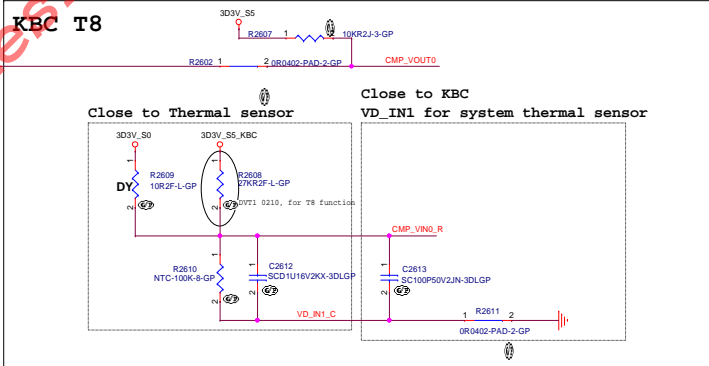 KBC T8
3D3V_S5
R2607 1 2 10KR2J-3-GP
R2602 1 2 0R0402-PAD-2-GP
CMP_VOUT0
Close to KBC
Close to Thermal sensor
VD_IN1 for system thermal sensor
3D3V_S0
3D3V_S5_KBC
1
1
R2609
10R2F-L-GP
DY
2
R2608
27KR2F-L-GP
2
DVT1 0210, for T8 function
CMP_VIN0_R
1
R2610
NTC-100K-8-GP
2
1
C2612
SCD1U16V2KX-3DLGP
2
1
C2613
SC100P50V2JN-3DLGP
2
VD_IN1_C
R2611
1 2
0R0402-PAD-2-GP